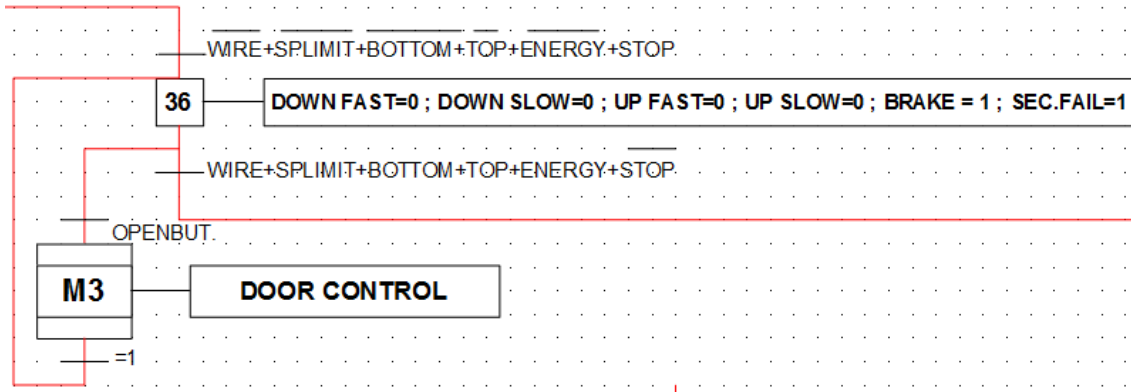 WIRE+SPLIMIT+BOTTOM+TOP+ENERGY+STOP
36
DOWN FAST=0 ; DOWN SLOW=0 ; UP FAST=0 ; UP SLOW=0 ; BRAKE = 1 ; SEC.FAIL=1
WIRE+SPLIMIT+BOTTOM+TOP+ENERGY+STOP
OPENBUT.
M3
DOOR CONTROL
=1